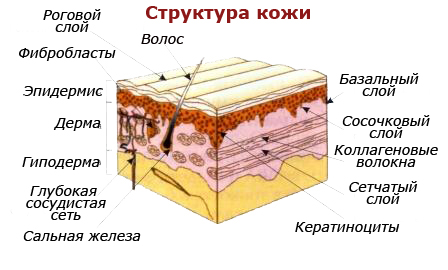 Структура кожи
Роговой
слой
Волос
Фибробласты
Эпидермис
Дерма
Гиподерма
Глубокая
сосудистая
сеть
Сальная железа
Базальный
слой
Сосочковый
слой
Коллагеновые
волокна
Сетчатый
слой
Кератиноциты